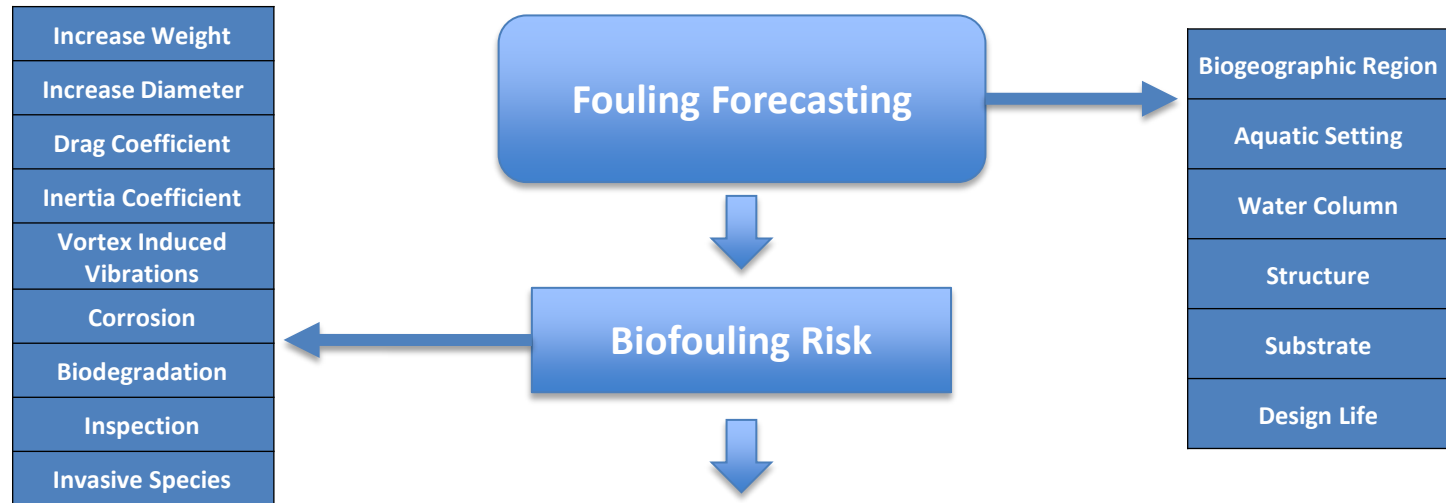 Increase Weight
Increase Diameter
Drag Coefficient
Inertia Coefficient
Vortex Induced
Vibrations
Corrosion
Biodegradation
Inspection
Invasive Species
Fouling Forecasting
Biofouling Risk
Biogeographic Region
Aquatic Setting
Water Column
Structure
Substrate
Design Life